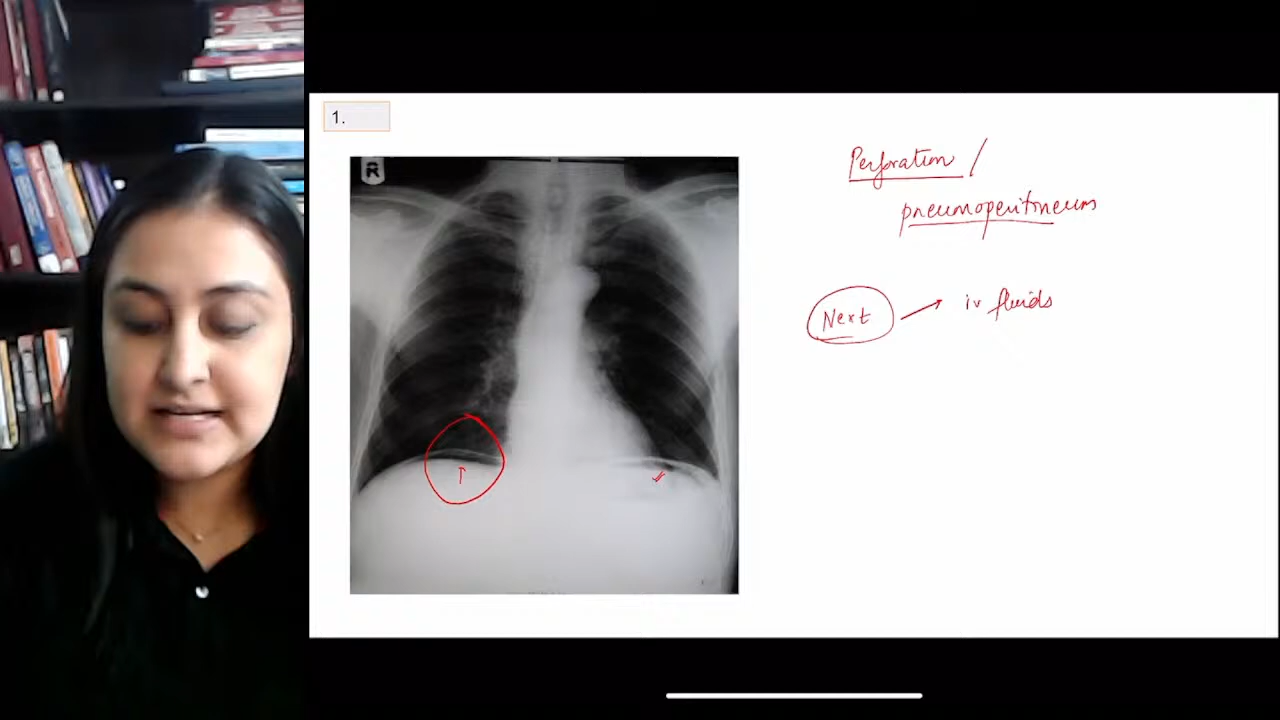 1.
R
Perforation /
pneumoperitoneum
Next → iv fluids